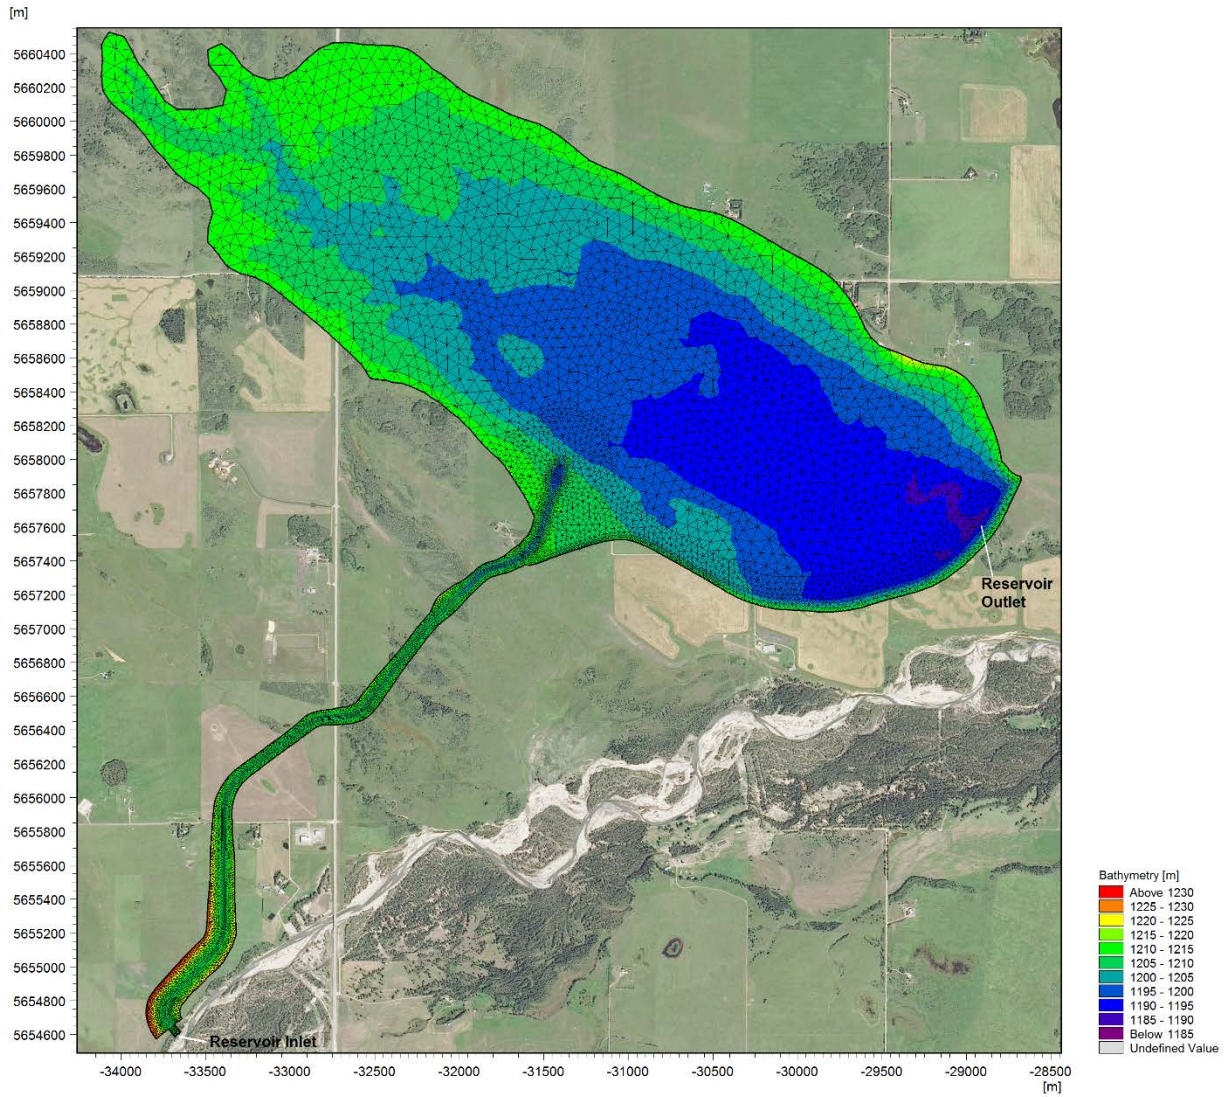 [m]
5660400
5660200
5660000
5659800
5659600
5659400
5659200
5659000
5658800
5658600
5658400
5658200
5658000
5657800
5657600
5657400
5657200
5657000
5656800
5656600
5656400
5656200
5656000
5655800
5655600
5655400
5655200
5655000
5654800
5654600
Reservoir
Outlet
Reservoir Inlet
-34000 -33500 -33000 -32500 -32000 -31500 -31000 -30500 -30000 -29500 -29000 -28500
[m]
Bathymetry [m]
Above 1230
1225 - 1230
1220 - 1225
1215 - 1220
1210 - 1215
1205 - 1210
1200 - 1205
1195 - 1200
1190 - 1195
1185 - 1190
Below 1185
Undefined Value